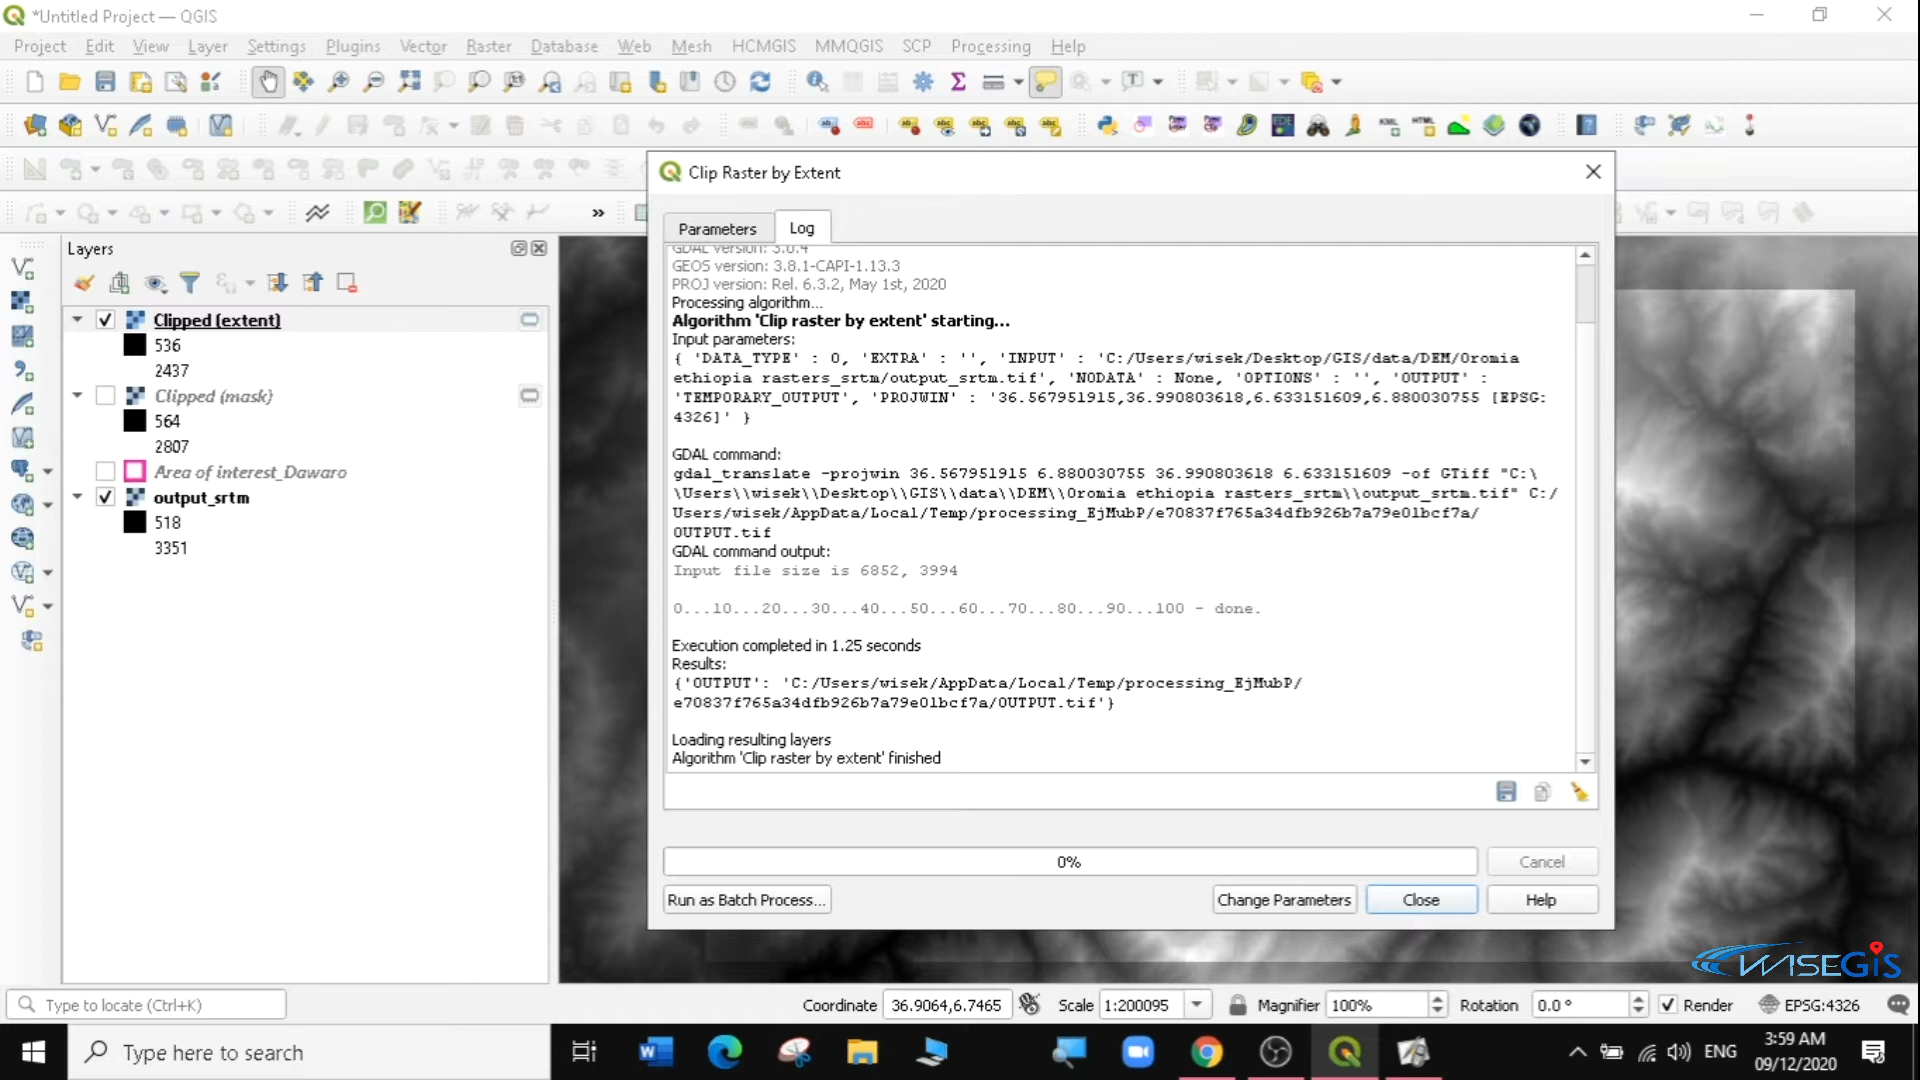 *Untitled Project — QGIS
Project Edit View Layer Settings Plugins Vector Raster Database Web Mesh HCMGIS MMQGIS SCP Processing Help
Layers
Clipped (extent)
536
2437
Clipped (mask)
564
2807
Area of interest_Dawaro
output_srtm
518
3351
Clip Raster by Extent
Parameters Log
GDAL version: 3.0.4
GEOS version: 3.8.1-CAPI-1.13.3
PROJ version: Rel. 6.3.2, May 1st, 2020
Processing algorithm...
Algorithm 'Clip raster by extent' starting...
Input parameters:
{ 'DATA_TYPE' : 0, 'EXTRA' : '', 'INPUT' : 'C:/Users/wisek/Desktop/GIS/data/DEM/Oromia
ethiopia rasters_srtm/output_srtm.tif', 'NODATA' : None, 'OPTIONS' : '', 'OUTPUT' :
'TEMPORARY_OUTPUT', 'PROJWIN' : '36.567951915,36.990803618,6.633151609,6.880030755 [EPSG:
4326]' }
GDAL command:
gdal_translate -projwin 36.567951915 6.880030755 36.990803618 6.633151609 -of GTiff "C:\
\Users\\wisek\\Desktop\\GIS\\data\\DEM\\Oromia ethiopia rasters_srtm\\output_srtm.tif" C:/
Users/wisek/AppData/Local/Temp/processing_EjMubP/e70837f765a34dfb926b7a79e01bcf7a/
OUTPUT.tif
GDAL command output:
Input file size is 6852, 3994
0...10...20...30...40...50...60...70...80...90...100 - done.
Execution completed in 1.25 seconds
Results:
{'OUTPUT': 'C:/Users/wisek/AppData/Local/Temp/processing_EjMubP/
e70837f765a34dfb926b7a79e01bcf7a/OUTPUT.tif'}
Loading resulting layers
Algorithm 'Clip raster by extent' finished
0% Cancel
Run as Batch Process... Change Parameters Close Help
WISEGIS
Type to locate (Ctrl+K) Coordinate 36.9064,6.7465 Scale 1:200095 Magnifier 100% Rotation 0.0 ° Render EPSG:4326
Type here to search ENG 3:59 AM
09/12/2020